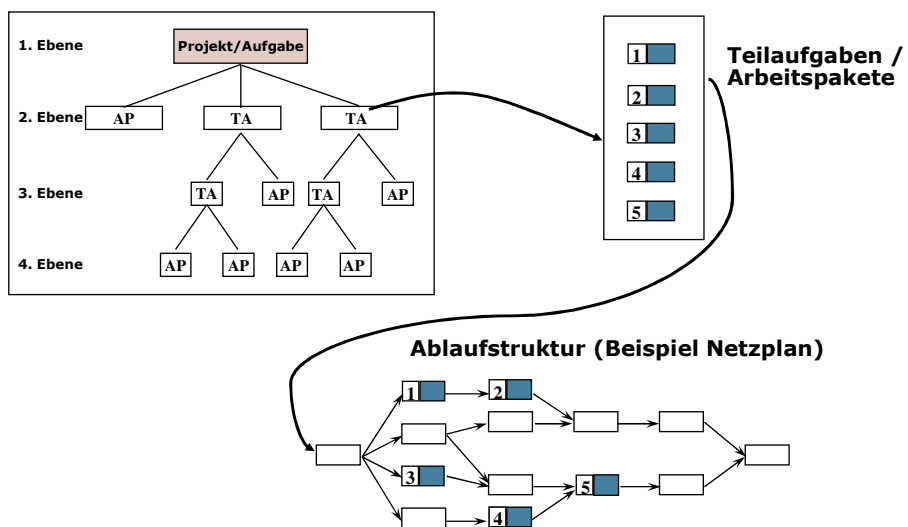 1. Ebene
Projekt/Aufgabe
2. Ebene
AP
TA
TA
3. Ebene
TA
AP
TA
AP
4. Ebene
AP
AP
AP
AP
1
2
3
4
5
Teilaufgaben /
Arbeitspakete
Ablaufstruktur (Beispiel Netzplan)
1
2
3
5
4